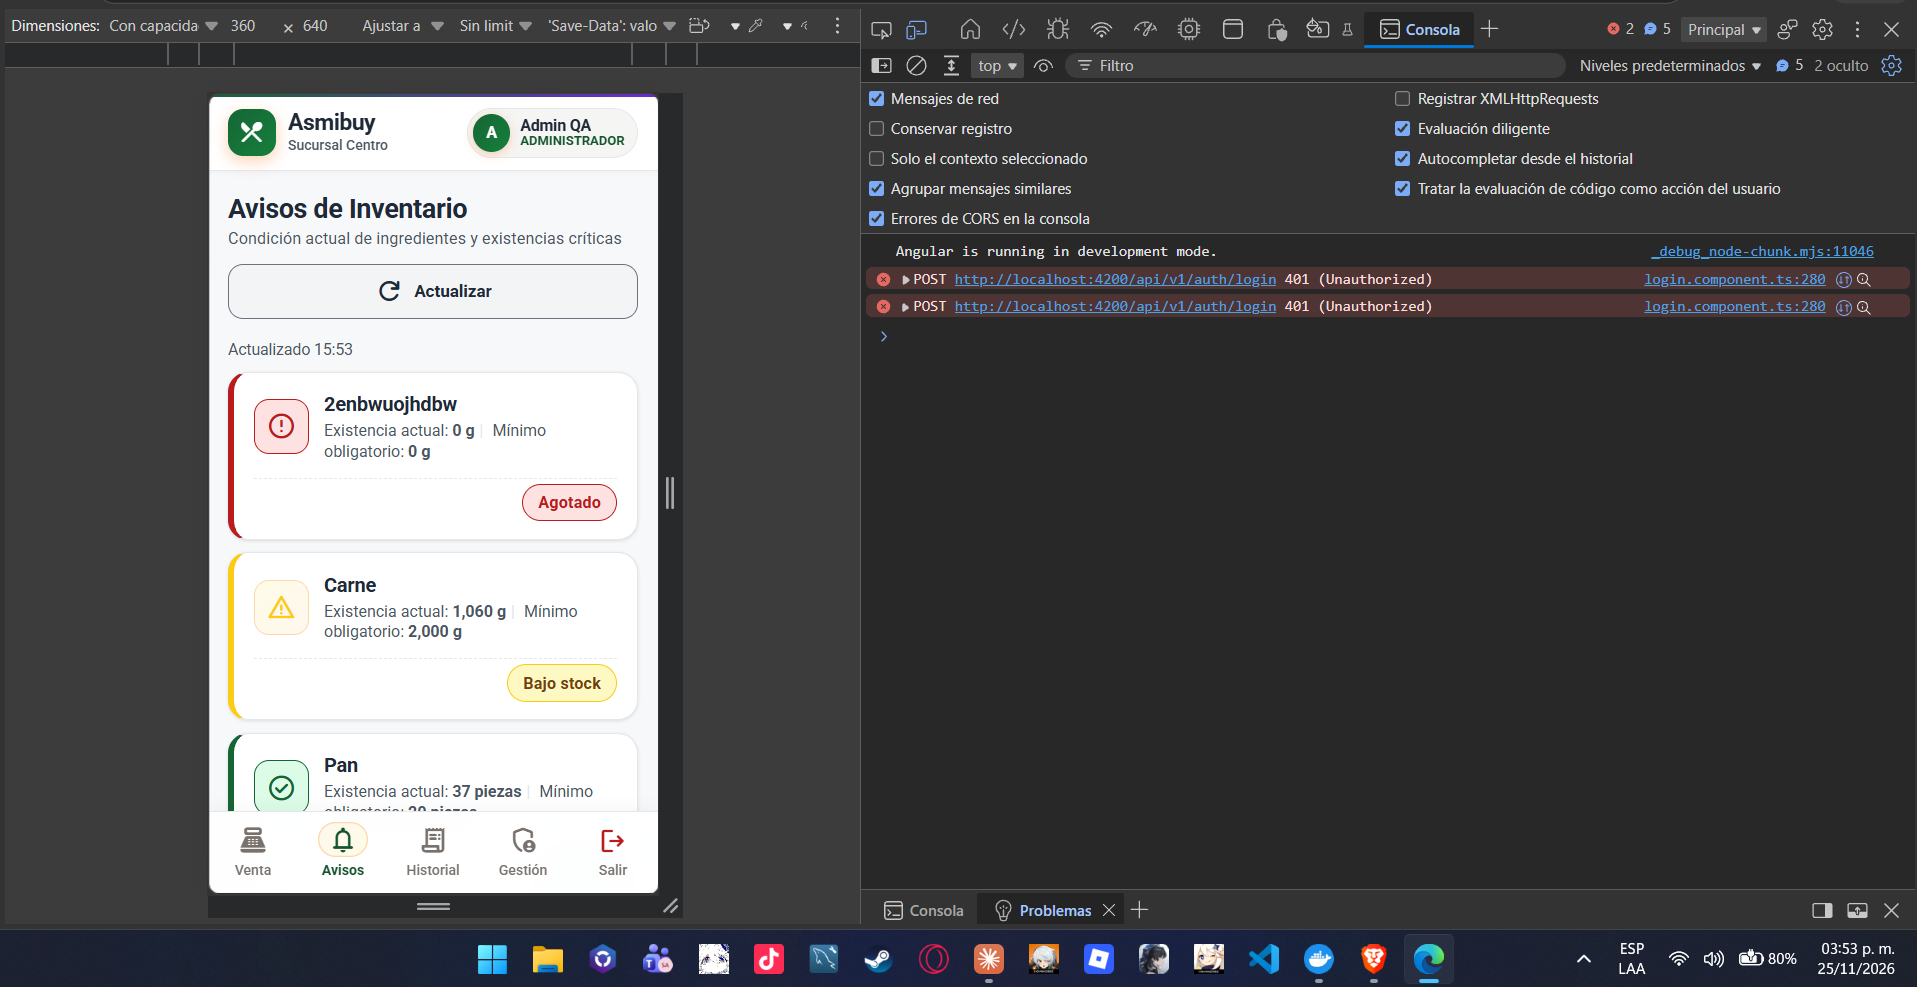 Dimensiones: Con capacida 360 × 640 Ajustar a Sin limit 'Save-Data': valo
Consola
2 5 Principal
top Filtro Niveles predeterminados 5 2 oculto
Mensajes de red
Registrar XMLHttpRequests
Conservar registro
Evaluación diligente
Solo el contexto seleccionado
Autocompletar desde el historial
Agrupar mensajes similares
Tratar la evaluación de código como acción del usuario
Errores de CORS en la consola
Angular is running in development mode. _debug_node-chunk.mjs:11046
POST http://localhost:4200/api/v1/auth/login 401 (Unauthorized) login.component.ts:280
POST http://localhost:4200/api/v1/auth/login 401 (Unauthorized) login.component.ts:280
Asmibuy
Sucursal Centro
A
Admin QA
ADMINISTRADOR
Avisos de Inventario
Condición actual de ingredientes y existencias críticas
Actualizar
Actualizado 15:53
2enbwuojhdbw
Existencia actual: 0 g | Mínimo
obligatorio: 0 g
Agotado
Carne
Existencia actual: 1,060 g | Mínimo
obligatorio: 2,000 g
Bajo stock
Pan
Existencia actual: 37 piezas | Mínimo
obligatorio: 20 piezas
Venta
Avisos
Historial
Gestión
Salir
Consola
Problemas
ESP
LAA
80%
03:53 p. m.
25/11/2026